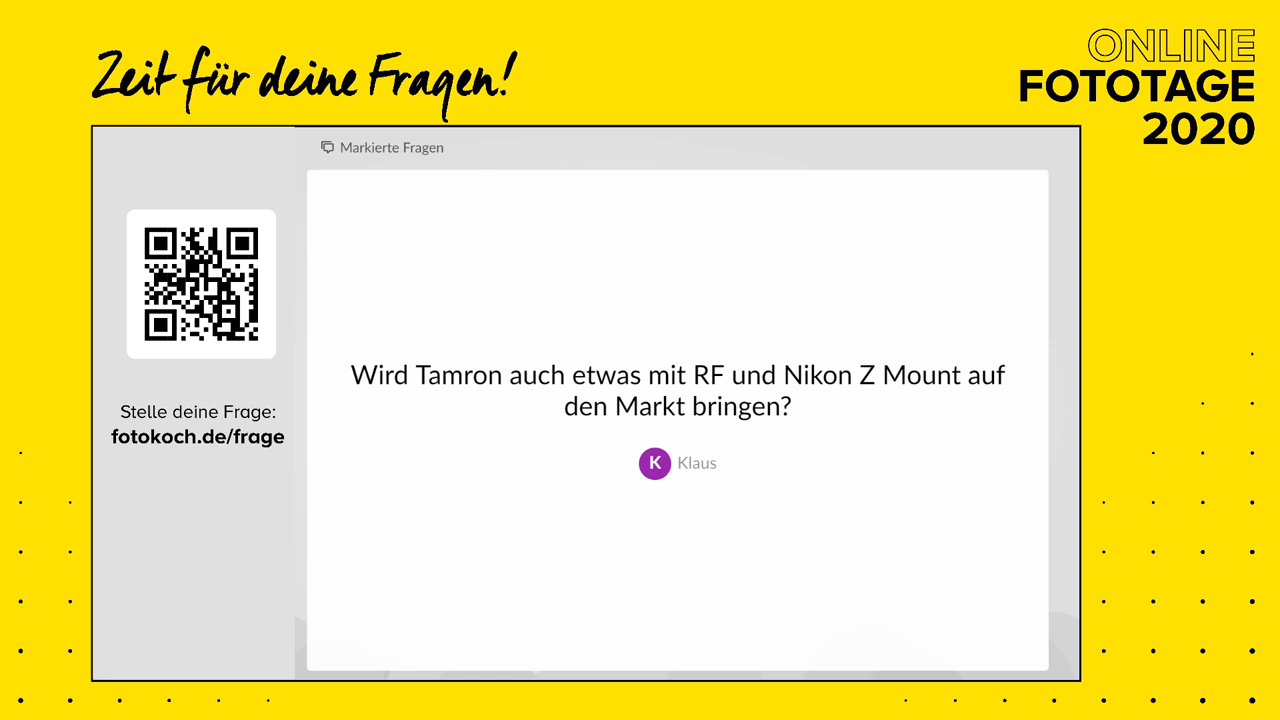 Zeit für deine Fragen!
ONLINE
FOTOTAGE
2020
Markierte Fragen
Wird Tamron auch etwas mit RF und Nikon Z Mount auf
den Markt bringen?
K Klaus
Stelle deine Frage:
fotokoch.de/frage